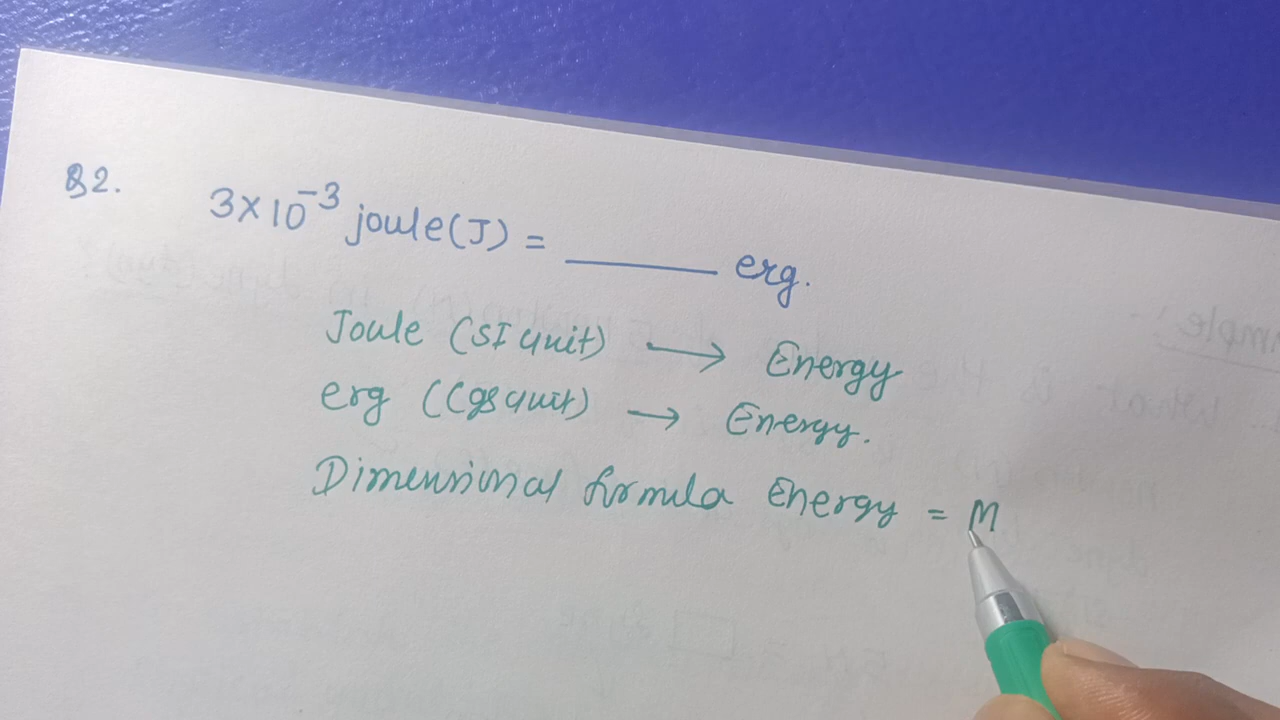 Q2. 3×10⁻³ joule(J) = ______ erg.
Joule (SI unit) → Energy
erg (Cgs unit) → Energy.
Dimensional formula Energy = M